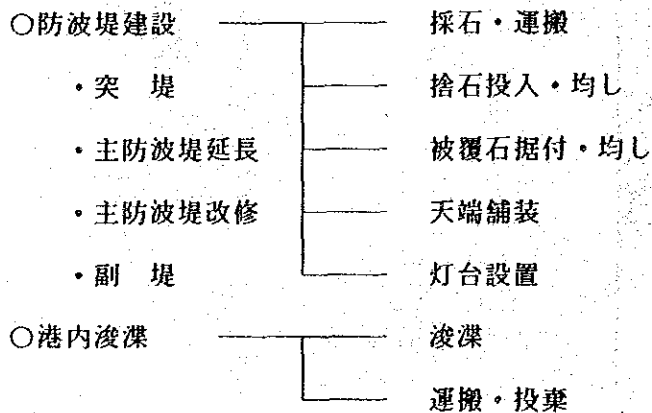 ○防波堤建設 採石・運搬
・突 堤 捨石投入・均し
・主防波堤延長 被覆石据付・均し
・主防波堤改修 天端舗装
・副 堤 灯台設置
○港内浚渫 浚渫
運搬・投棄